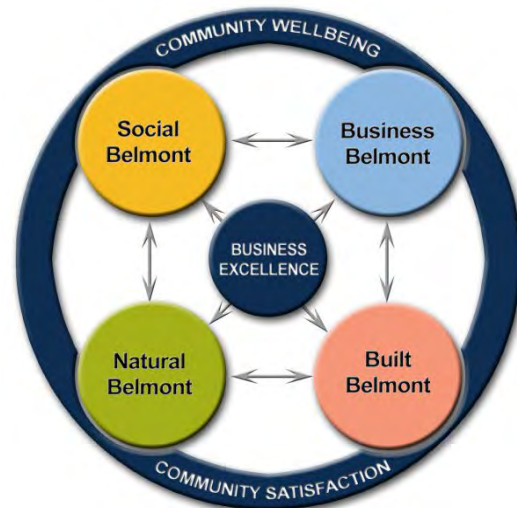 COMMUNITY WELLBEING
Social
Belmont
Business
Belmont
BUSINESS
EXCELLENCE
Natural
Belmont
Built
Belmont
COMMUNITY SATISFACTION